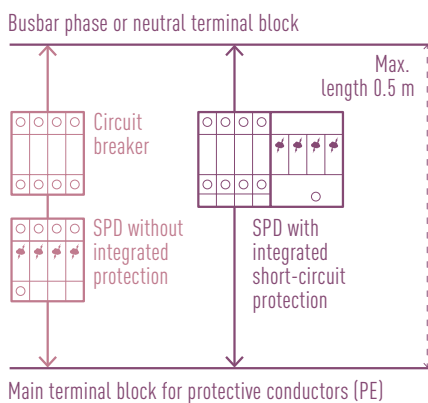 Busbar phase or neutral terminal block
Max.
length 0.5 m
Circuit
breaker
SPD without
integrated
protection
SPD with
integrated
short-circuit
protection
Main terminal block for protective conductors (PE)